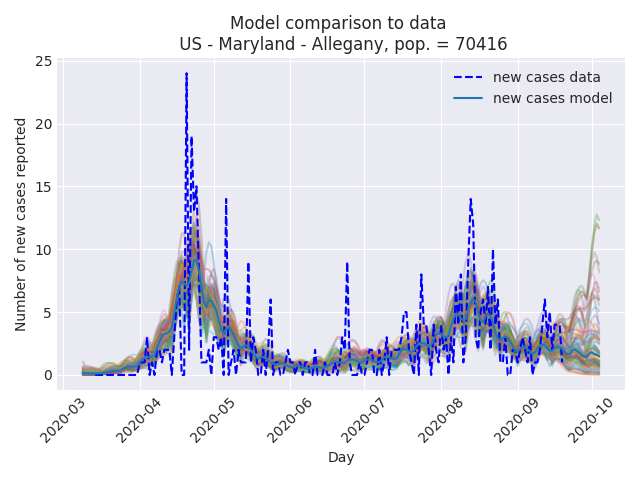 Model comparison to data
US - Maryland - Allegany, pop. = 70416
25
20
15
10
5
0
Number of new cases reported
new cases data
new cases model
2020-03
2020-04
2020-05
2020-06
2020-07
2020-08
2020-09
2020-10
Day